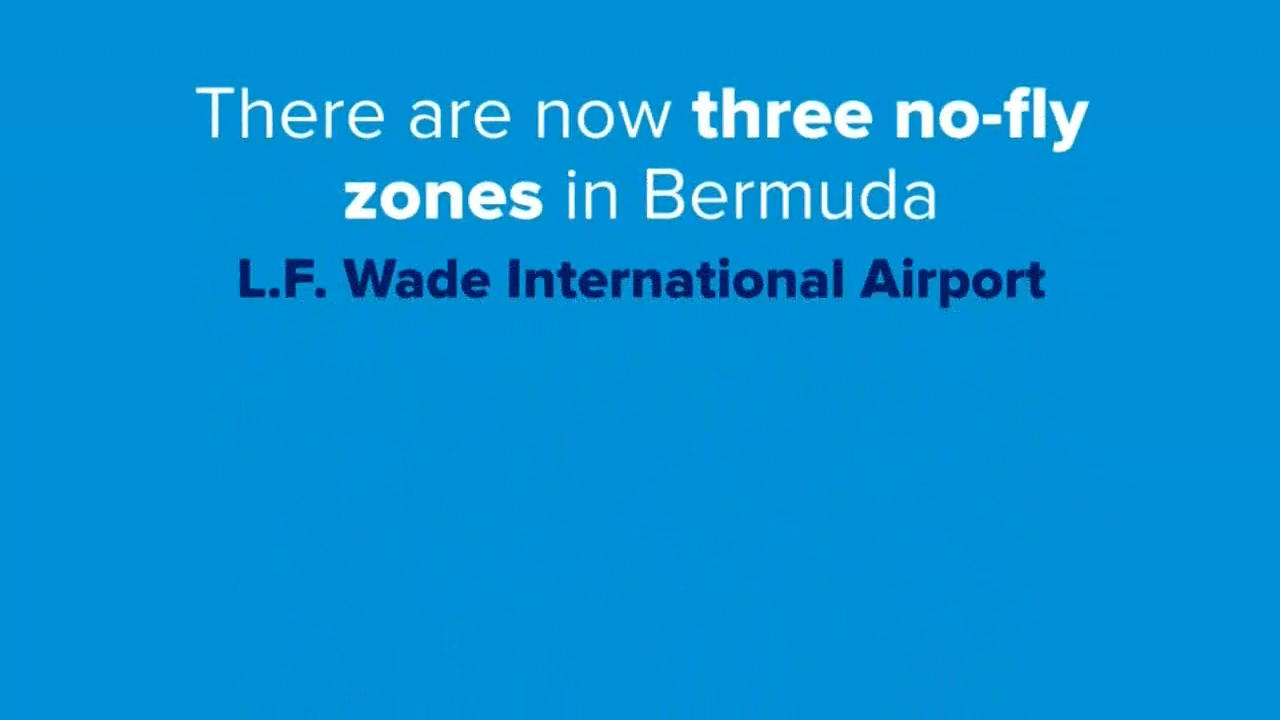 There are now three no-fly
zones in Bermuda
L.F. Wade International Airport